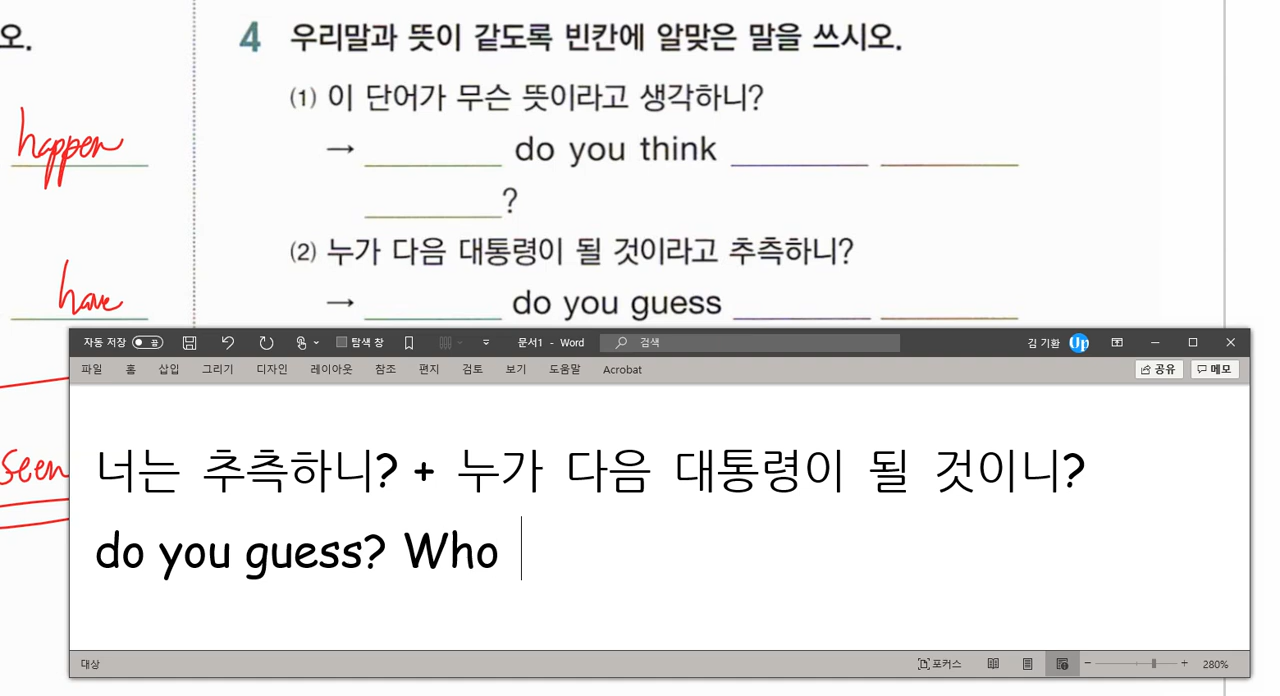 오.
4 우리말과 뜻이 같도록 빈칸에 알맞은 말을 쓰시오.
(1) 이 단어가 무슨 뜻이라고 생각하니?
happen
→ do you think
?
(2) 누가 다음 대통령이 될 것이라고 추측하니?
have
→ do you guess
자동 저장 끔 탐색 창 문서1 - Word 검색 김 기환 Up
파일 홈 삽입 그리기 디자인 레이아웃 참조 편지 검토 보기 도움말 Acrobat 공유 메모
seen
너는 추측하니? + 누가 다음 대통령이 될 것이니?
do you guess? Who
대상 포커스 280%